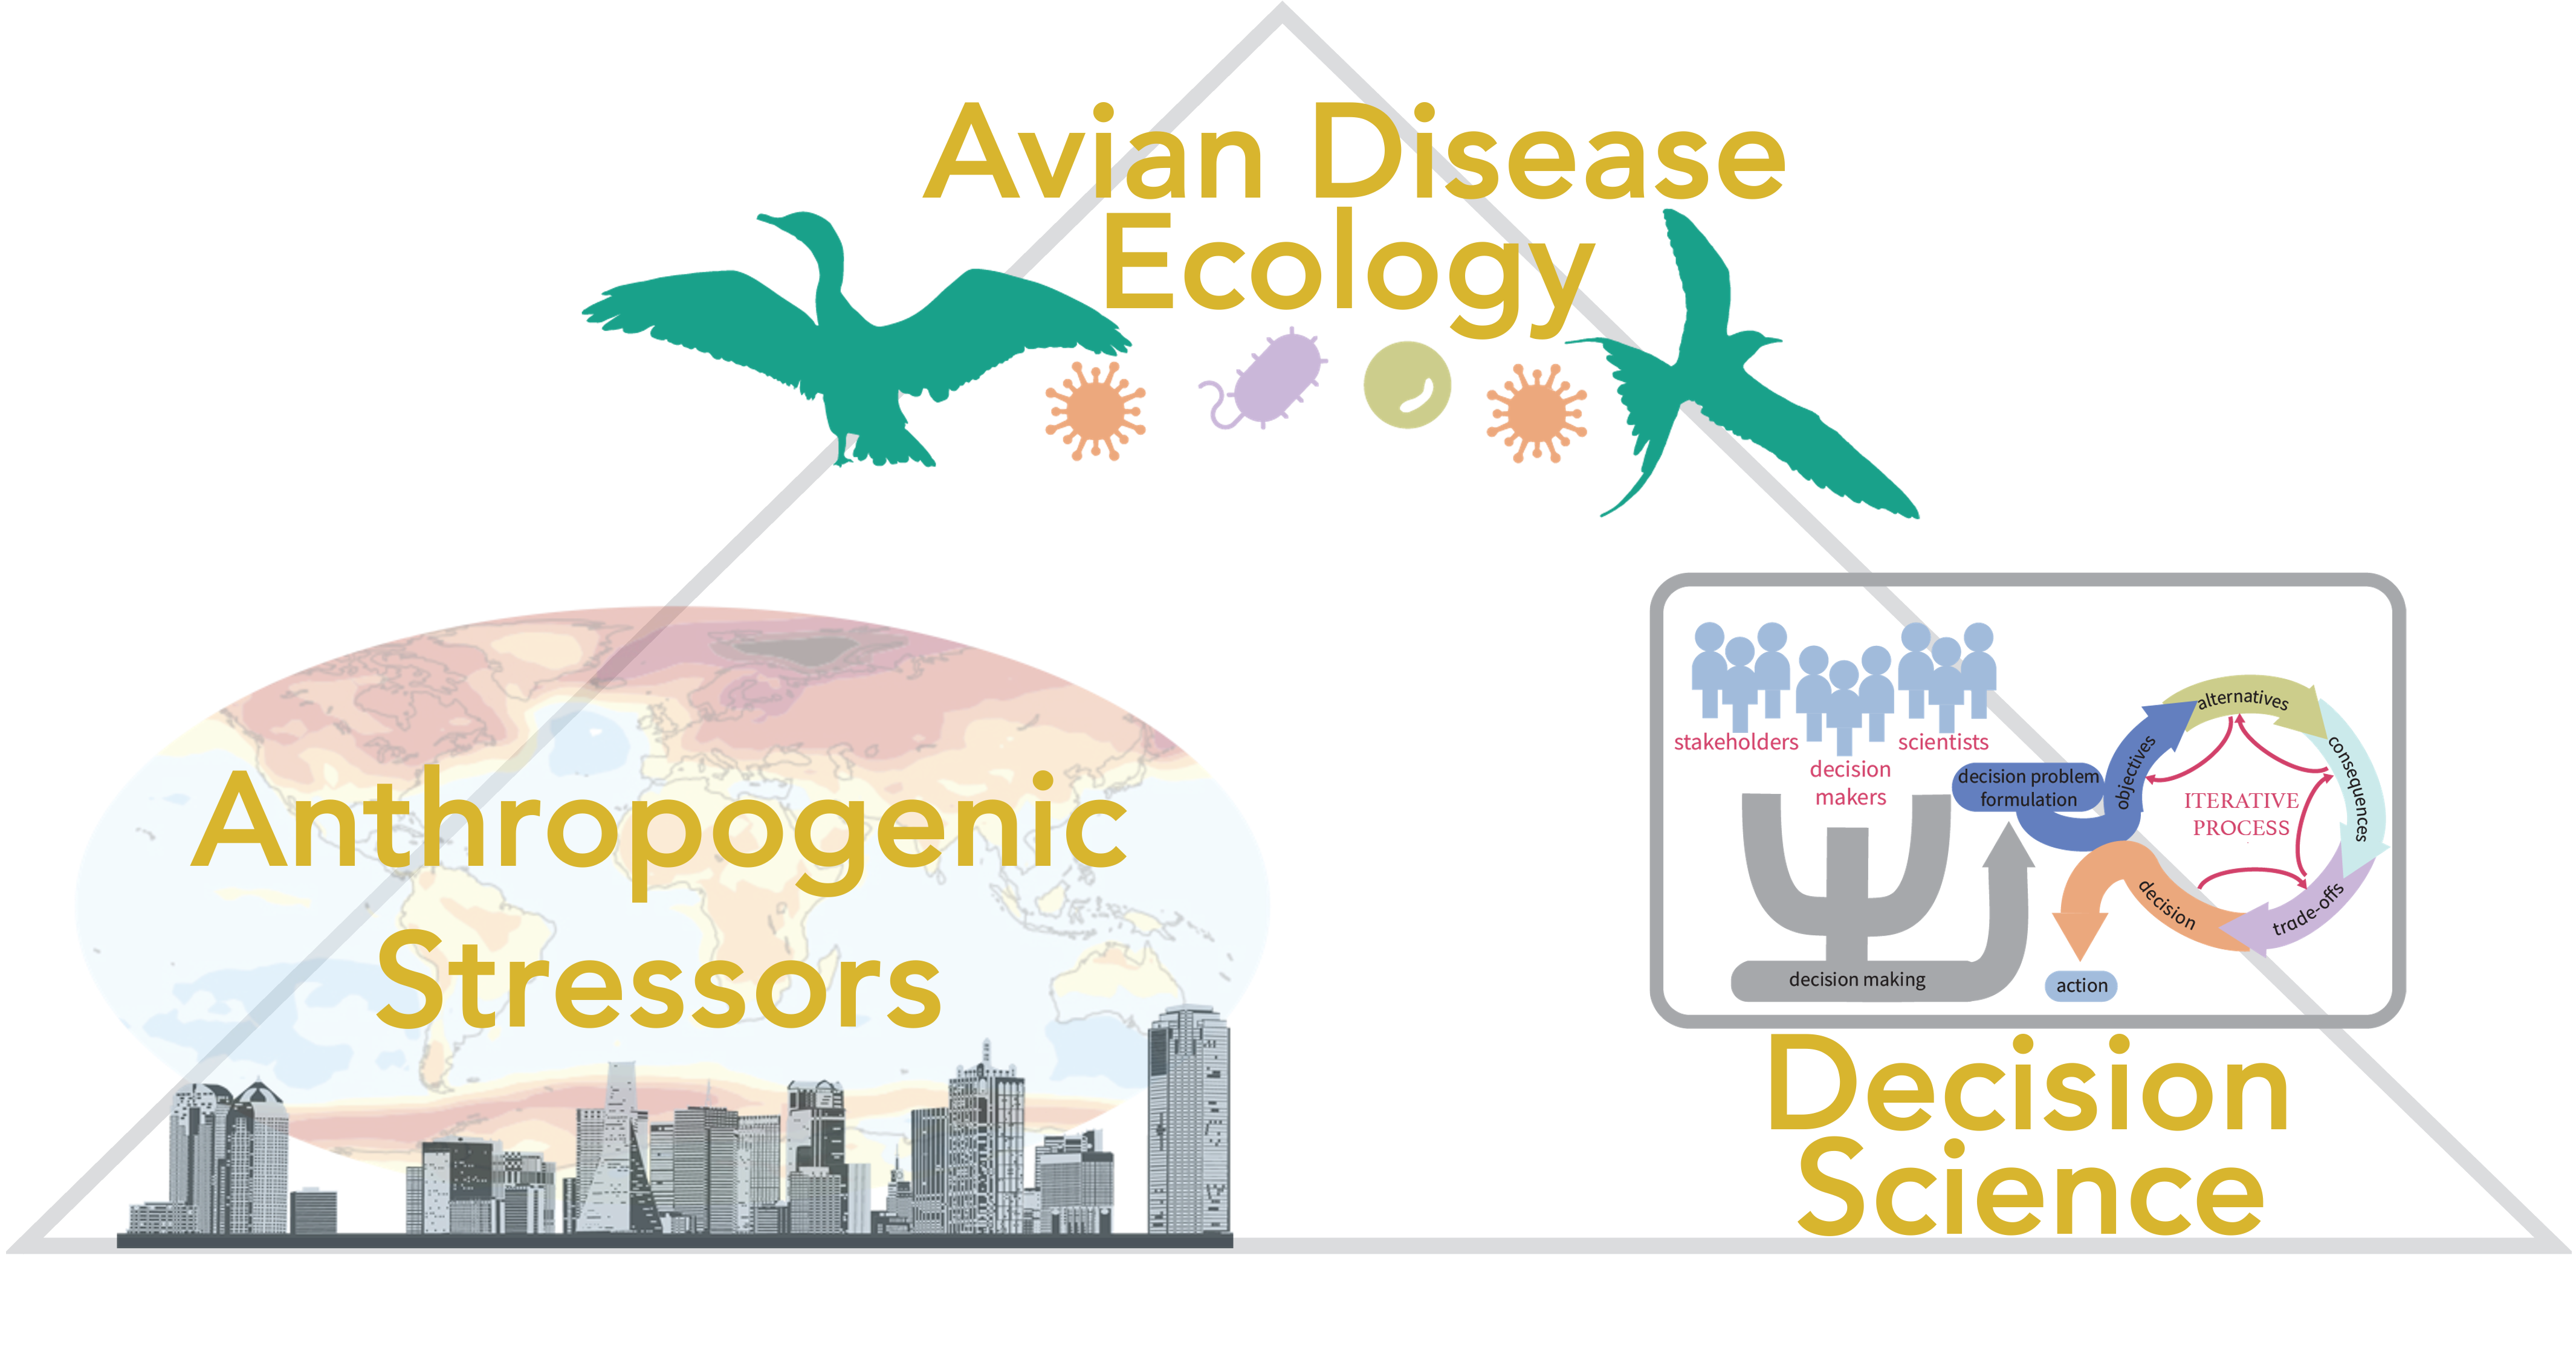 Avian Disease
Ecology
Anthropogenic
Stressors
stakeholders
scientists
decision
makers
decision making
decision problem
formulation
objectives
alternatives
consequences
trade-offs
decision
action
ITERATIVE
PROCESS
Decision
Science